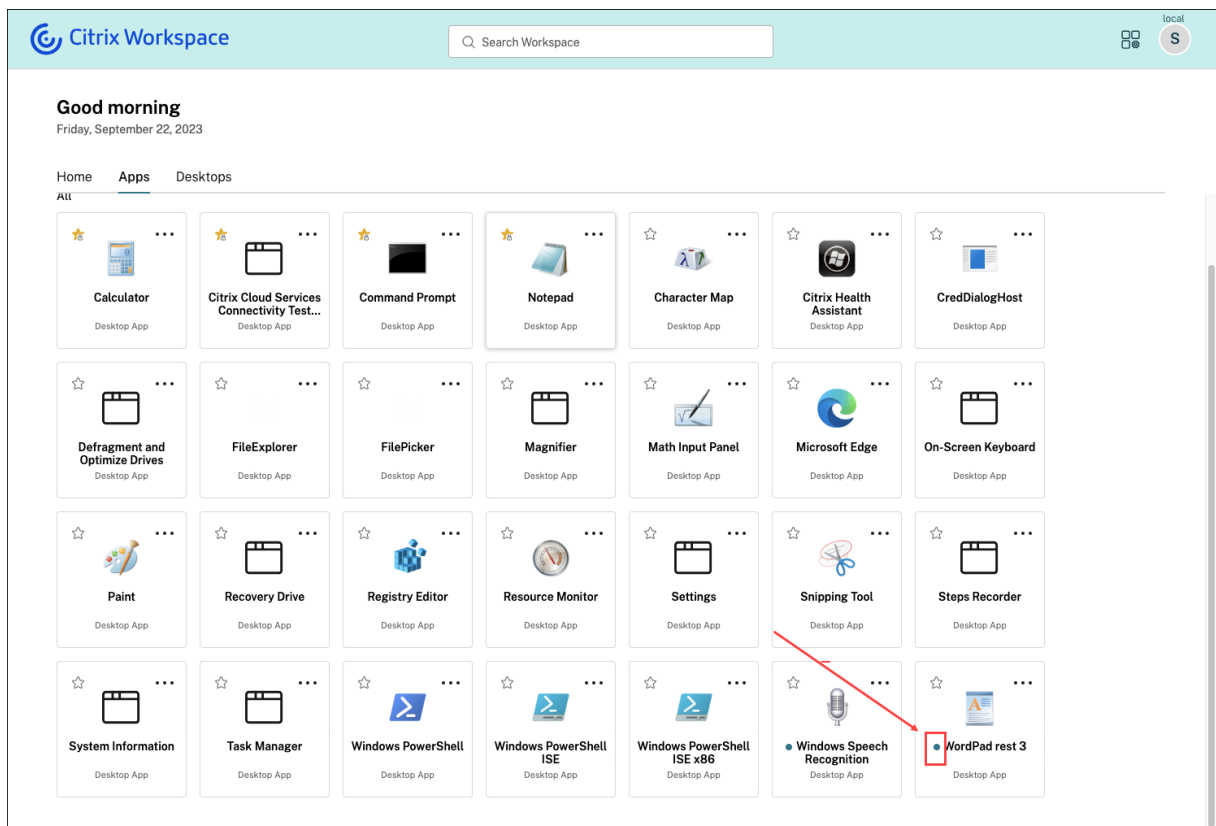 local
Citrix Workspace
Search Workspace
S
Good morning
Friday, September 22, 2023
Home Apps Desktops
All
Calculator
Desktop App
Citrix Cloud Services
Connectivity Test...
Desktop App
Command Prompt
Desktop App
Notepad
Desktop App
Character Map
Desktop App
Citrix Health
Assistant
Desktop App
CredDialogHost
Desktop App
Defragment and
Optimize Drives
Desktop App
FileExplorer
Desktop App
FilePicker
Desktop App
Magnifier
Desktop App
Math Input Panel
Desktop App
Microsoft Edge
Desktop App
On-Screen Keyboard
Desktop App
Paint
Desktop App
Recovery Drive
Desktop App
Registry Editor
Desktop App
Resource Monitor
Desktop App
Settings
Desktop App
Snipping Tool
Desktop App
Steps Recorder
Desktop App
System Information
Desktop App
Task Manager
Desktop App
Windows PowerShell
Desktop App
Windows PowerShell
ISE
Desktop App
Windows PowerShell
ISE x86
Desktop App
Windows Speech
Recognition
Desktop App
WordPad rest 3
Desktop App